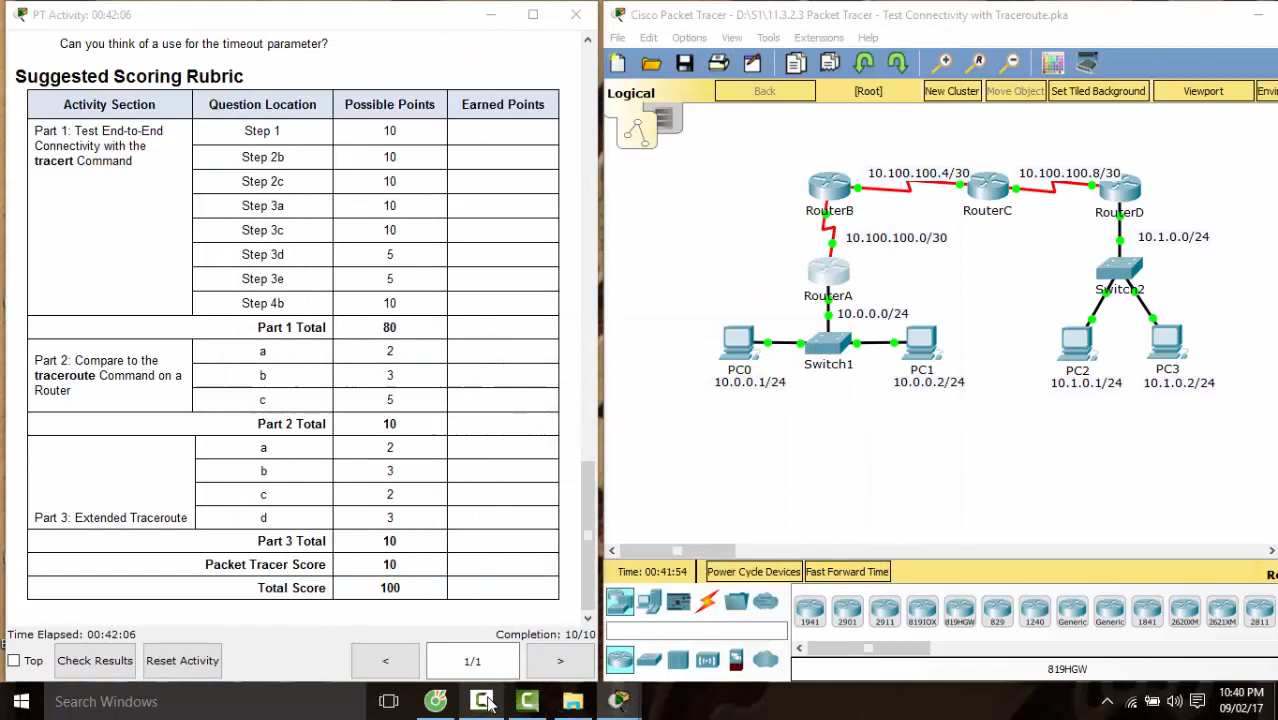 PT Activity: 00:42:06
Can you think of a use for the timeout parameter?
Suggested Scoring Rubric
Activity Section Question Location Possible Points Earned Points
Part 1: Test End-to-End Connectivity with the tracert Command
Step 1 10
Step 2b 10
Step 2c 10
Step 3a 10
Step 3c 10
Step 3d 5
Step 3e 5
Step 4b 10
Part 1 Total 80
Part 2: Compare to the traceroute Command on a Router
a 2
b 3
c 5
Part 2 Total 10
Part 3: Extended Traceroute
a 2
b 3
c 2
d 3
Part 3 Total 10
Packet Tracer Score 10
Total Score 100
Time Elapsed: 00:42:06 Completion: 10/10
Top Check Results Reset Activity < 1/1 >
Cisco Packet Tracer - D:\S1\11.3.2.3 Packet Tracer - Test Connectivity with Traceroute.pka
File Edit Options View Tools Extensions Help
Logical Back [Root] New Cluster Move Object Set Tiled Background Viewport Envi
10.100.100.4/30 10.100.100.8/30
RouterB RouterC RouterD
10.100.100.0/30 10.1.0.0/24
RouterA Switch2
10.0.0.0/24
Switch1
PC0 PC1 PC2 PC3
10.0.0.1/24 10.0.0.2/24 10.1.0.1/24 10.1.0.2/24
Time: 00:41:54 Power Cycle Devices Fast Forward Time Re
1941 2901 2911 819IOX 819HGW 829 1240 Generic Generic 1841 2620XM 2621XM 2811
819HGW
Search Windows
10:40 PM
09/02/17